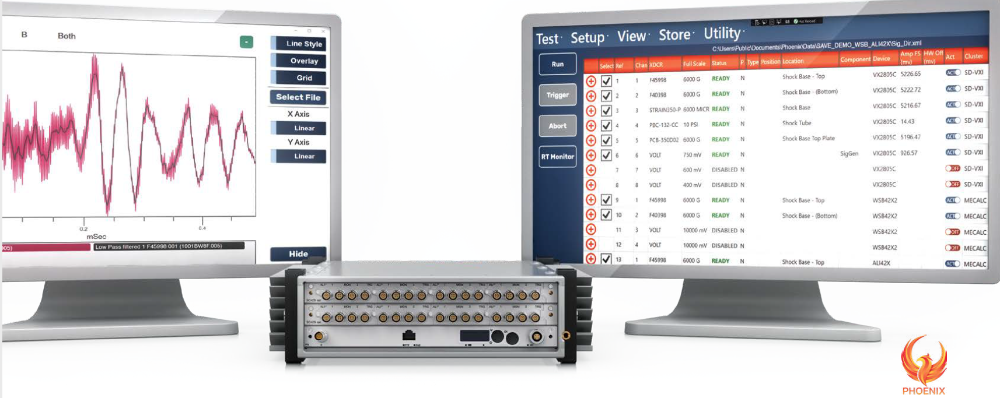 B Both
-
Line Style
Overlay
Grid
Select File
X Axis
Linear
Y Axis
Linear
Hide
0.2 0.4
mSec
005)
Low Pass filtered 1 F45998 001 (1001BW8F.005)
Test Setup View Store Utility
Hot Reload
C:\Users\Public\Documents\Phoenix\Data\SAVE_DEMO_WSB_ALI42X\Sig_Dir.xml
Run
Trigger
Abort
RT Monitor
Select Ref Chan XDCR Full Scale Status P Type Position Location Component Device Amp FS (mv) HW Off (mv) Act Cluster
1 1 F45998 6000 G READY N Shock Base - Top VX2805C 5226.65 ACT SD-VXI
2 2 F40398 6000 G READY N Shock Base - (Bottom) VX2805C 5222.72 ACT SD-VXI
3 3 STRAIN350-P 6000 MICR READY N Shock Base VX2805C 5216.67 ACT SD-VXI
4 4 PBC-132-CC 10 PSI READY N Shock Tube VX2805C 14.43 ACT SD-VXI
5 5 PCB-350D02 6000 G READY N Shock Base Top Plate VX2805C 5196.47 ACT SD-VXI
6 6 VOLT 750 mV READY N SigGen VX2805C 926.57 ACT SD-VXI
7 7 VOLT 600 mV DISABLED N VX2805C OFF SD-VXI
8 8 VOLT 400 mV DISABLED N VX2805C OFF SD-VXI
9 1 F45998 6000 G READY N Shock Base - Top WSB42X2 ACT MECALC
10 2 F40398 6000 G READY N Shock Base - (Bottom) WSB42X2 ACT MECALC
11 3 VOLT 10000 mV DISABLED N WSB42X2 OFF MECALC
12 4 VOLT 10000 mV DISABLED N WSB42X2 OFF MECALC
13 1 F45998 6000 G READY N Shock Base - Top ALI42X ACT MECALC
PHOENIX